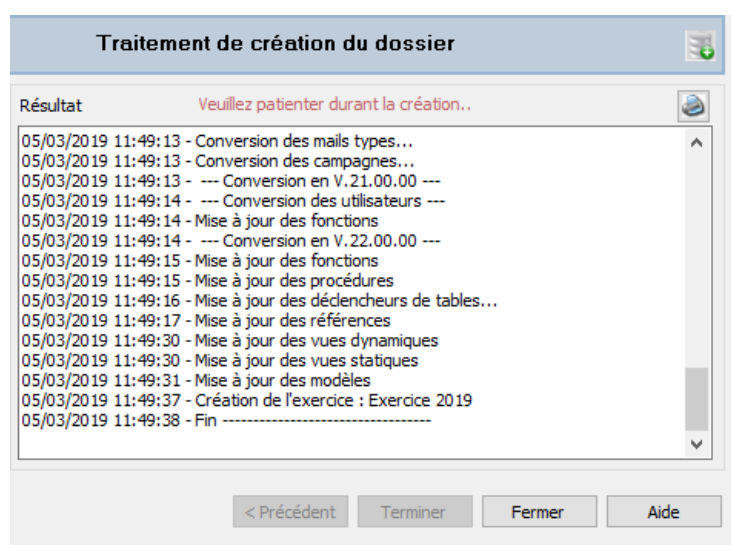 Traitement de création du dossier
Résultat
Veuillez patienter durant la création..
05/03/2019 11:49:13 - Conversion des mails types...
05/03/2019 11:49:13 - Conversion des campagnes...
05/03/2019 11:49:13 - --- Conversion en V.21.00.00 ---
05/03/2019 11:49:14 - --- Conversion des utilisateurs ---
05/03/2019 11:49:14 - Mise à jour des fonctions
05/03/2019 11:49:14 - --- Conversion en V.22.00.00 ---
05/03/2019 11:49:15 - Mise à jour des fonctions
05/03/2019 11:49:15 - Mise à jour des procédures
05/03/2019 11:49:16 - Mise à jour des déclencheurs de tables...
05/03/2019 11:49:17 - Mise à jour des références
05/03/2019 11:49:30 - Mise à jour des vues dynamiques
05/03/2019 11:49:30 - Mise à jour des vues statiques
05/03/2019 11:49:31 - Mise à jour des modèles
05/03/2019 11:49:37 - Création de l'exercice : Exercice 2019
05/03/2019 11:49:38 - Fin ----------------------------------
< Précédent
Terminer
Fermer
Aide